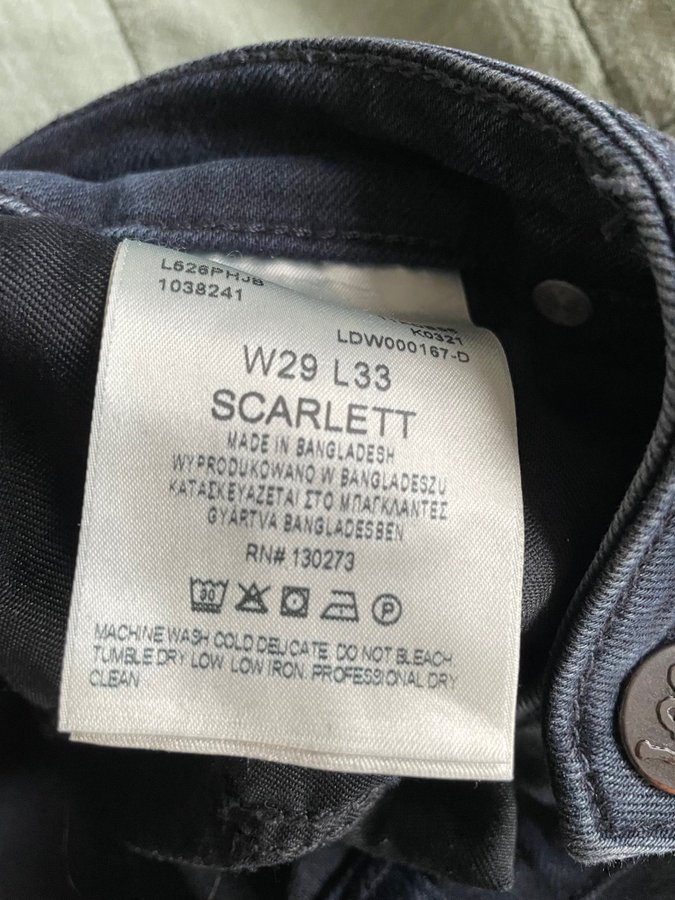 L526PHJB
1038241
K0321
LDW000167-D
W29 L33
SCARLETT
MADE IN BANGLADESH
WYPRODUKOWANO W BANGLADESZU
ΚΑΤΑΣΚΕΥΑΖΕΤΑΙ ΣΤΟ ΜΠΑΓΚΛΑΝΤΕΣ
GYÁRTVA BANGLADESBEN
RN# 130273
30
P
MACHINE WASH COLD DELICATE. DO NOT BLEACH.
TUMBLE DRY LOW. LOW IRON. PROFESSIONAL DRY
CLEAN